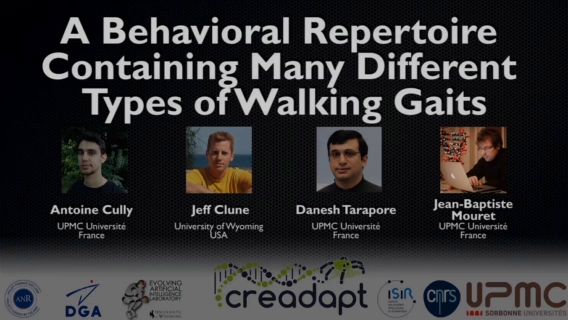 A Behavioral Repertoire
Containing Many Different
Types of Walking Gaits
Antoine Cully
UPMC Université
France
Jeff Clune
University of Wyoming
USA
Danesh Tarapore
UPMC Université
France
Jean-Baptiste
Mouret
UPMC Université
France
ANR
DGA
EVOLVING
ARTIFICIAL
INTELLIGENCE
LABORATORY
creadapt
ISIR
cnrs
UPMC
SORBONNE UNIVERSITÉS